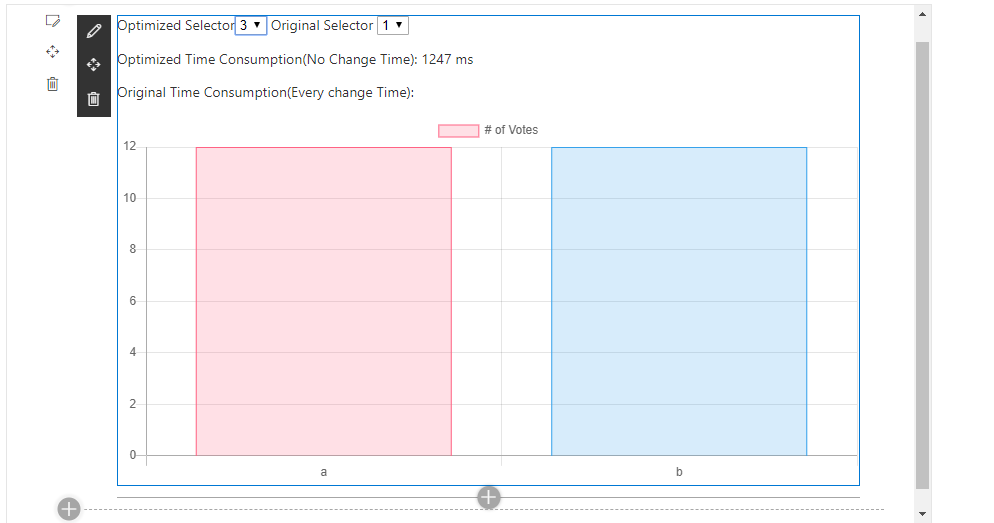 Optimized Selector 3 Original Selector 1
Optimized Time Consumption(No Change Time): 1247 ms
Original Time Consumption(Every change Time):
# of Votes
12
10
8
6
4
2
0
a b